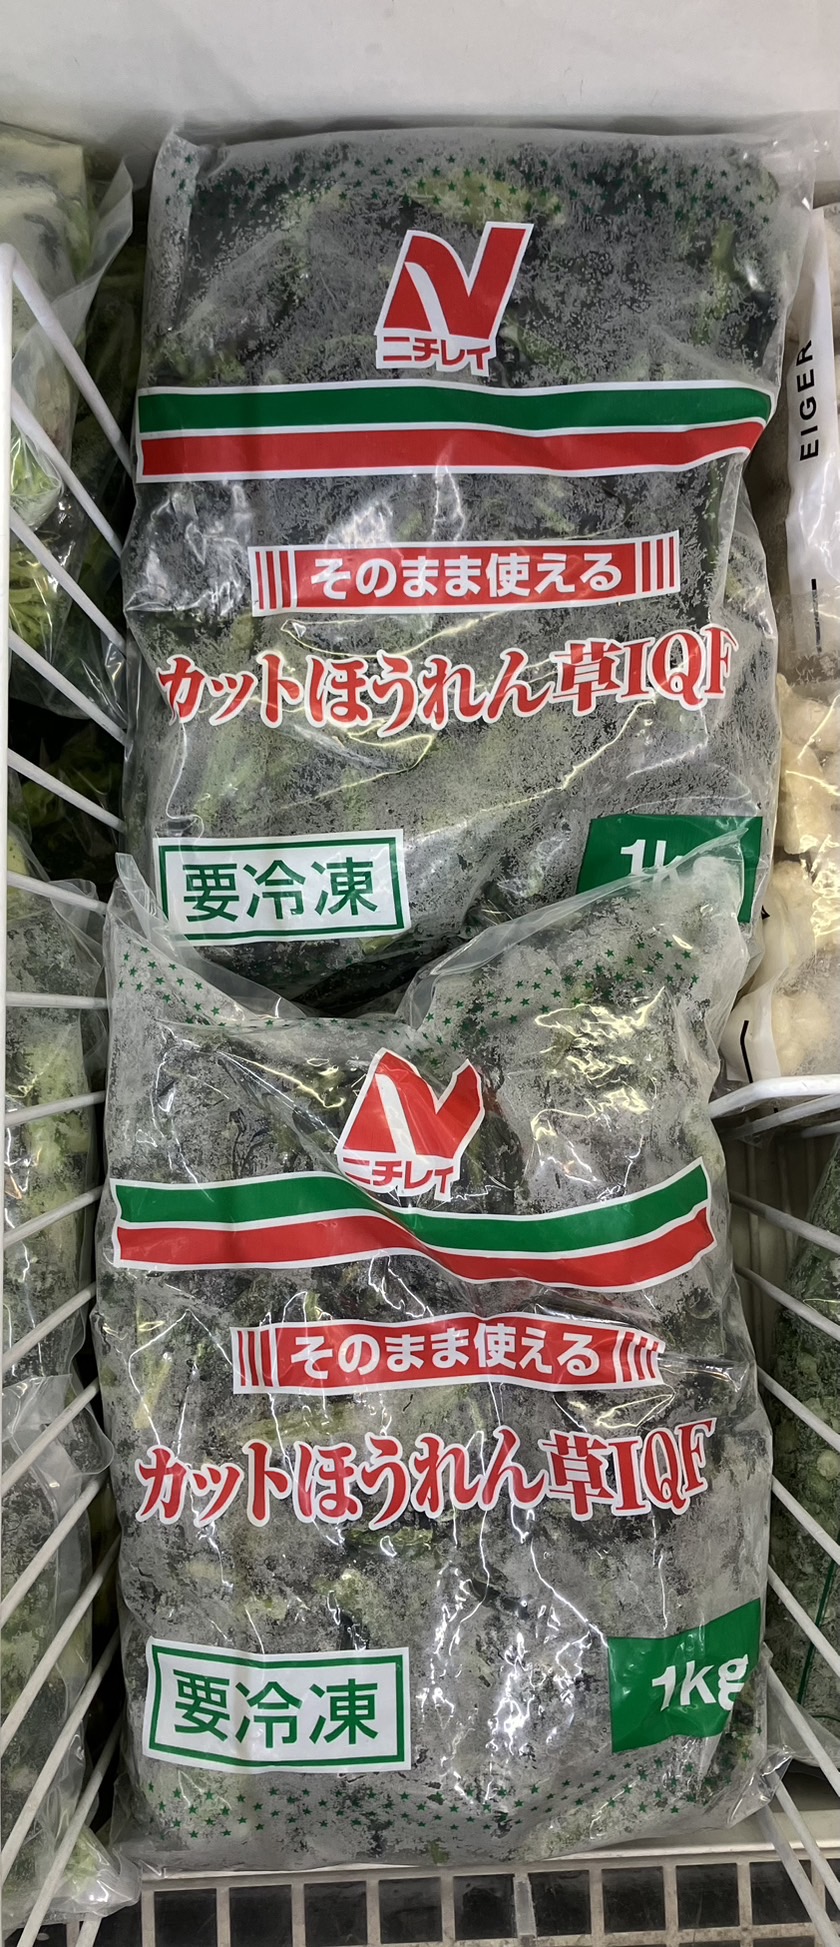 ニチレイ
EIGER
そのまま使える
カットほうれん草IQF
要冷凍
ニチレイ
そのまま使える
カットほうれん草IQF
要冷凍
1kg